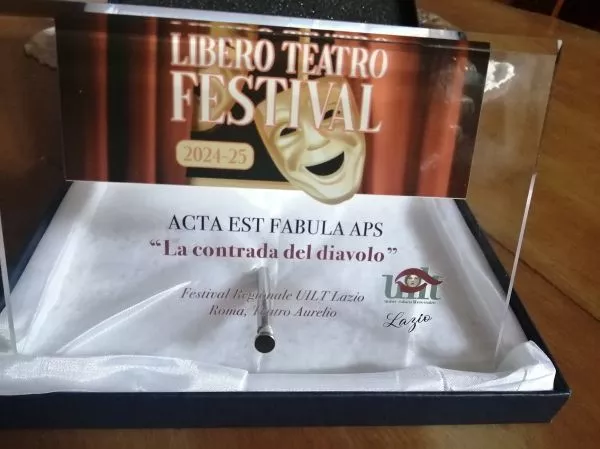 LIBERO TEATRO
FESTIVAL
2024-25
ACTA EST FABULA APS
“La contrada del diavolo”
Festival Regionale UILT Lazio
Roma, Teatro Aurelio
uilt
Lazio